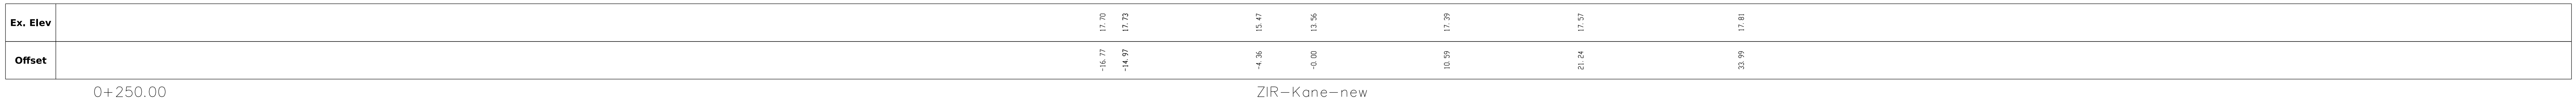 Ex. Elev 17.70 17.73 15.47 13.56 17.39 17.57 17.81
Offset -16.77 -14.97 -4.36 -0.00 10.59 21.24 33.99
0+250.00 ZIR-Kane-new